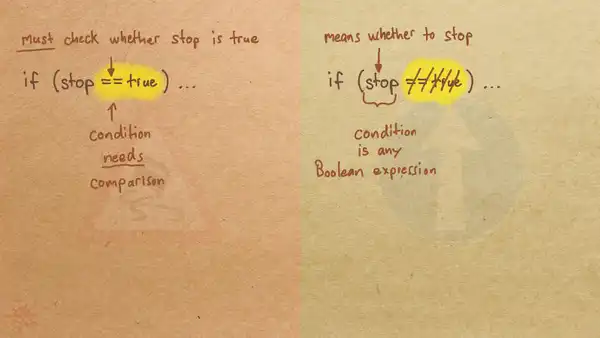 must check whether stop is true
if (stop == true) ...
condition
needs
comparison
means whether to stop
if (stop == true) ...
condition
is any
Boolean expression